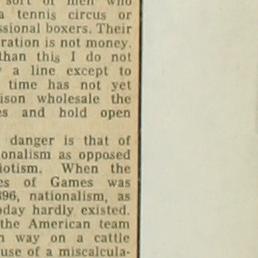 sort of men who
a tennis circus or
ssional boxers. Their
ration is not money.
than this I do not
a line except to
time has not yet
ison wholesale the
es and hold open
danger is that of
onalism as opposed
iotism. When the
es of Games was
896, nationalism, as
oday hardly existed.
the American team
n way on a cattle
use of a miscalcula-